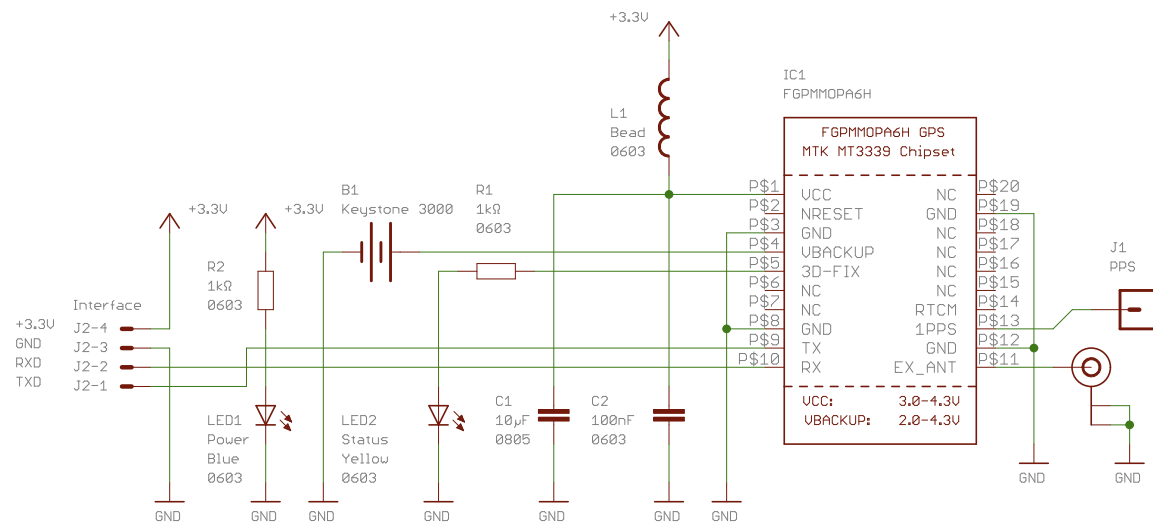 +3.3V
IC1
FGPMMOPA6H
L1
Bead
0603
FGPMMOPA6H GPS
MTK MT3339 Chipset
B1
Keystone 3000
R1
1kΩ
0603
P$1 VCC NC P$20
P$2 NRESET GND P$19
P$3 GND NC P$18
P$4 VBACKUP NC P$17
P$5 3D-FIX NC P$16
P$6 NC NC P$15
P$7 NC RTCM P$14
P$8 GND 1PPS P$13
P$9 TX GND P$12
P$10 RX EX_ANT P$11
VCC: 3.0-4.3V
VBACKUP: 2.0-4.3V
J1
PPS
+3.3V
+3.3V
R2
1kΩ
0603
Interface
+3.3V J2-4
GND J2-3
RXD J2-2
TXD J2-1
LED1
Power
Blue
0603
LED2
Status
Yellow
0603
C1
10µF
0805
C2
100nF
0603
GND
GND
GND
GND
GND
GND
GND
GND
GND